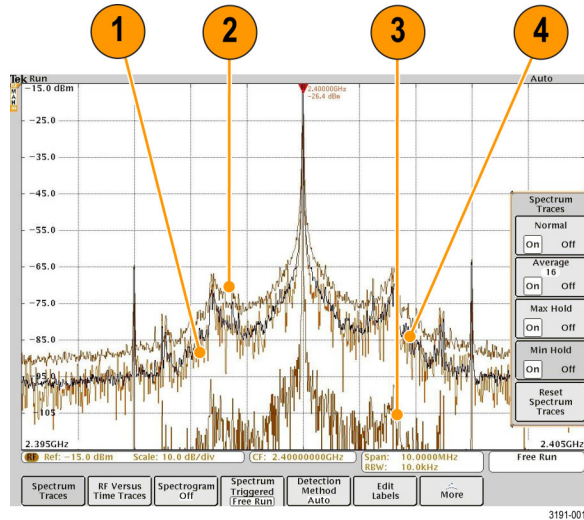 1 2 3 4
Tek Run Auto
M
A
N
-15.0 dBm
2.40000GHz
-26.4 dBm
-25.0
-35.0
-45.0
-65.0
-75.0
-85.0
-95.0
-105
Spectrum
Traces
Normal
On Off
Average
16
On Off
Max Hold
On Off
Min Hold
On Off
Reset
Spectrum
Traces
2.395GHz 2.405GHz
RF Ref: -15.0 dBm Scale: 10.0 dB/div CF: 2.40000000GHz
Span: 10.0000MHz
RBW: 10.0kHz
Free Run
Spectrum
Traces
RF Versus
Time Traces
Spectrogram
Off
Spectrum
Triggered
Free Run
Detection
Method
Auto
Edit
Labels
More
3191-001